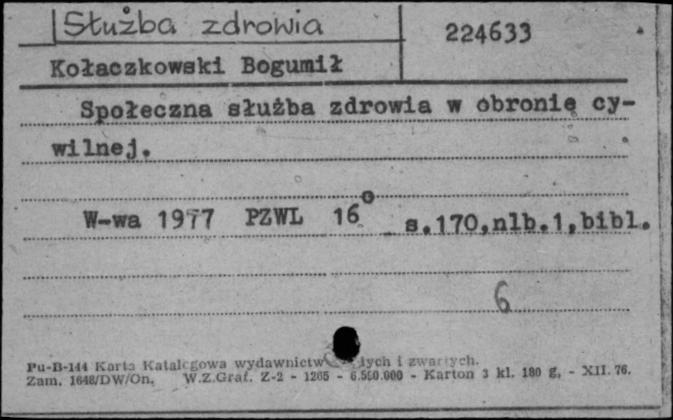 Służba zdrowia
224633
Kołaczkowski Bogumił
Społeczna służba zdrowia w obronie cy-
wilnej.
W-wa 1977 PZWL 16° s.170,nlb.1,bibl.
6
Pu-B-144 Karta Katalogowa wydawnictw i zwartych.
Zam. 1648/DW/On. W.Z.Graf. Z-2 - 1265 - 6.500.000 - Karton 3 kl. 180 g, - XII. 76.